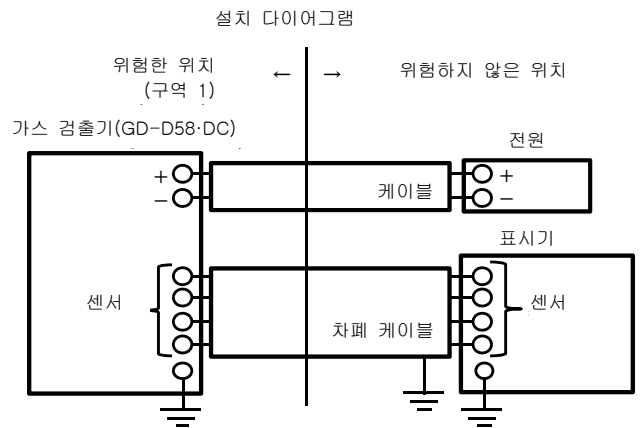 설치 다이어그램
위험한 위치
(구역 1)
← →
위험하지 않은 위치
가스 검출기(GD-D58·DC)
전원
+
−
케이블
+
−
표시기
센서
차폐 케이블
센서